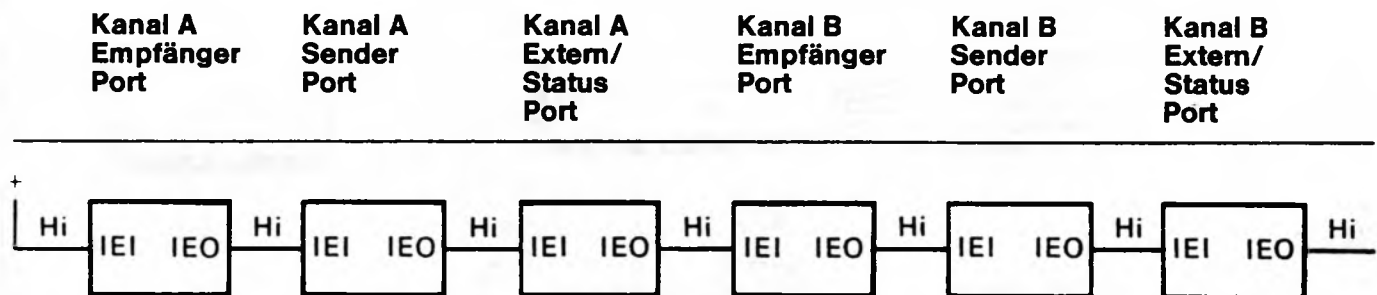 Kanal A
Empfänger
Port
Kanal A
Sender
Port
Kanal A
Extern/
Status
Port
Kanal B
Empfänger
Port
Kanal B
Sender
Port
Kanal B
Extern/
Status
Port
+
Hi IEI IEO Hi IEI IEO Hi IEI IEO Hi IEI IEO Hi IEI IEO Hi IEI IEO Hi